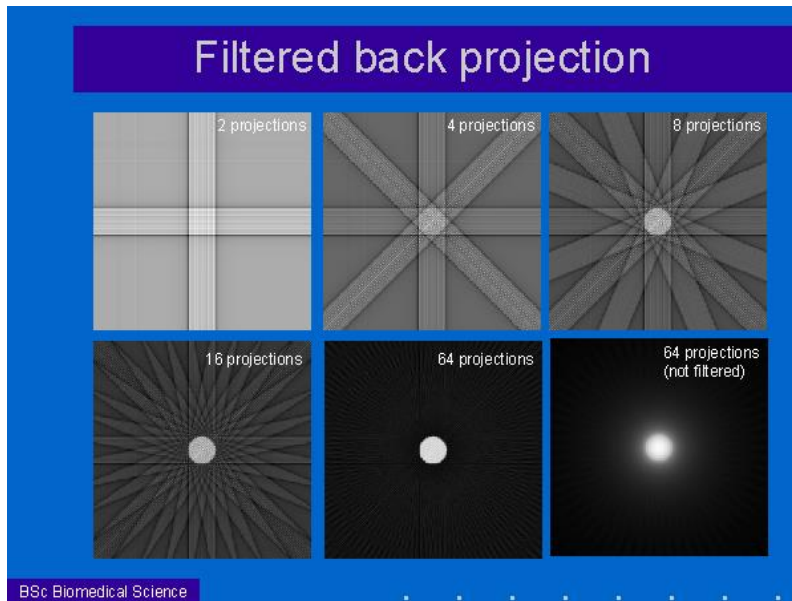 Filtered back projection
2 projections
4 projections
8 projections
16 projections
64 projections
64 projections
(not filtered)
BSc Biomedical Science